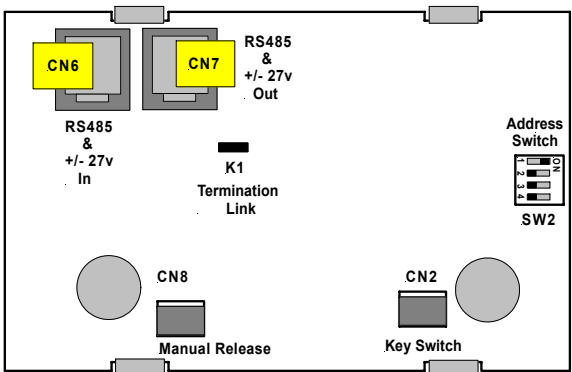 CN6
CN7
RS485
&
+/- 27v
Out
RS485
&
+/- 27v
In
K1
Termination
Link
Address
Switch
ON
1
2
3
4
SW2
CN8
Manual Release
CN2
Key Switch